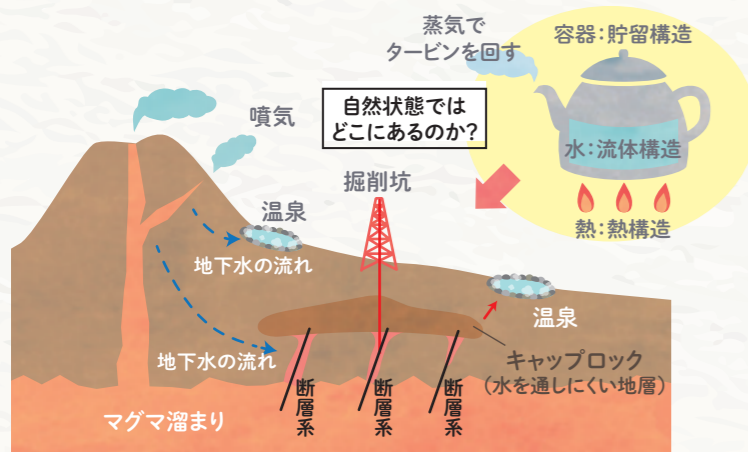 蒸気で
タービンを回す
容器：貯留構造
水：流体構造
熱：熱構造
自然状態では
どこにあるのか？
噴気
掘削坑
温泉
地下水の流れ
地下水の流れ
温泉
キャップロック
（水を通しにくい地層）
断層系
断層系
断層系
マグマ溜まり